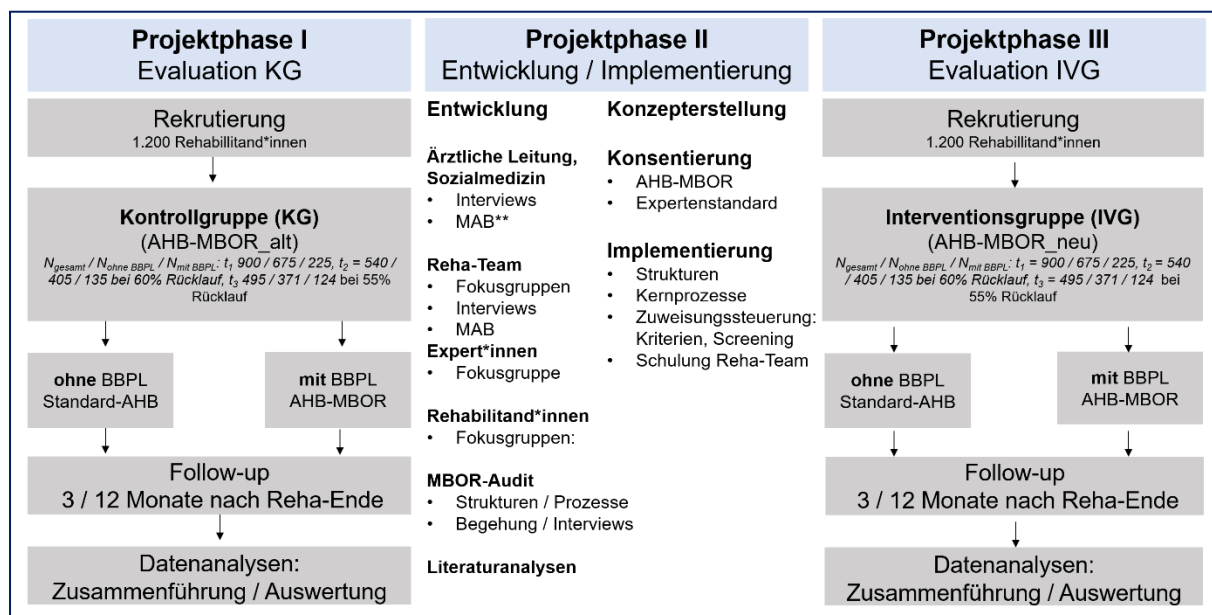 Projektphase I
Evaluation KG
Rekrutierung
1.200 Rehabillitand*innen
Kontrollgruppe (KG)
(AHB-MBOR_alt)
Ngesamt / Nohne BBPL / Nmit BBPL: t1 900 / 675 / 225, t2 = 540 /
405 / 135 bei 60% Rücklauf, t3 495 / 371 / 124 bei 55%
Rücklauf
ohne BBPL
Standard-AHB
mit BBPL
AHB-MBOR
Follow-up
3 / 12 Monate nach Reha-Ende
Datenanalysen:
Zusammenführung / Auswertung
Projektphase II
Entwicklung / Implementierung
Entwicklung
Ärztliche Leitung,
Sozialmedizin
• Interviews
• MAB**
Reha-Team
• Fokusgruppen
• Interviews
• MAB
Expert*innen
• Fokusgruppe
Rehabilitand*innen
• Fokusgruppen:
MBOR-Audit
• Strukturen / Prozesse
• Begehung / Interviews
Literaturanalysen
Konzepterstellung
Konsentierung
• AHB-MBOR
• Expertenstandard
Implementierung
• Strukturen
• Kernprozesse
• Zuweisungssteuerung:
Kriterien, Screening
• Schulung Reha-Team
Projektphase III
Evaluation IVG
Rekrutierung
1.200 Rehabillitand*innen
Interventionsgruppe (IVG)
(AHB-MBOR_neu)
Ngesamt / Nohne BBPL / Nmit BBPL: t1 = 900 / 675 / 225, t2 = 540
/ 405 / 135 bei 60% Rücklauf, t3 = 495 / 371 / 124 bei
55% Rücklauf
ohne BBPL
Standard-AHB
mit BBPL
AHB-MBOR
Follow-up
3 / 12 Monate nach Reha-Ende
Datenanalysen:
Zusammenführung / Auswertung